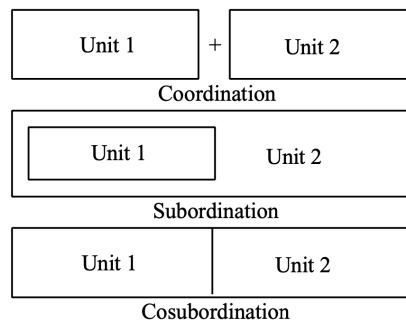 Unit 1 + Unit 2
Coordination
Unit 1 Unit 2
Subordination
Unit 1 Unit 2
Cosubordination